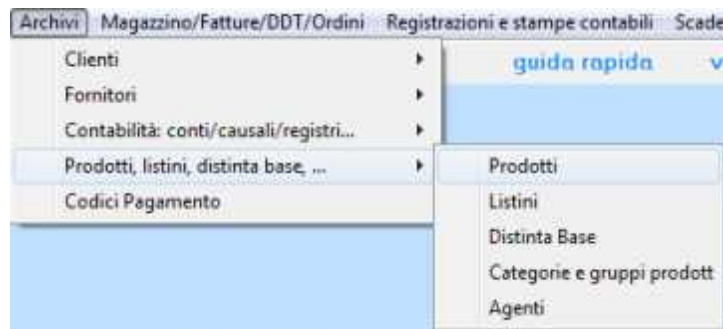 Archivi Magazzino/Fatture/DDT/Ordini Registrazioni e stampe contabili Scade
guida rapida v
Clienti
Fornitori
Contabilità: conti/causali/registri...
Prodotti, listini, distinta base, ...
Codici Pagamento
Prodotti
Listini
Distinta Base
Categorie e gruppi prodott
Agenti